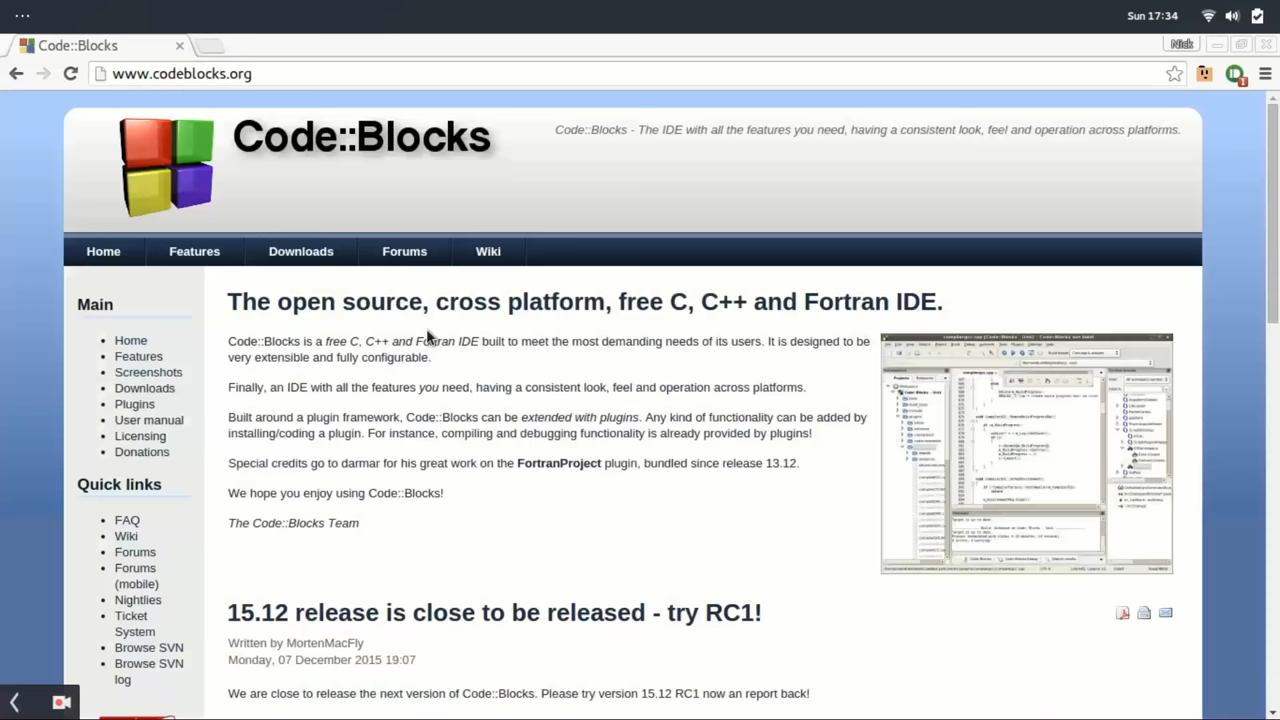 Sun 17:34
Code::Blocks
Nick
www.codeblocks.org
1
Code::Blocks
Code::Blocks - The IDE with all the features you need, having a consistent look, feel and operation across platforms.
Home Features Downloads Forums Wiki
Main
Home
Features
Screenshots
Downloads
Plugins
User manual
Licensing
Donations
Quick links
FAQ
Wiki
Forums
Forums
(mobile)
Nightlies
Ticket
System
Browse SVN
Browse SVN
log
The open source, cross platform, free C, C++ and Fortran IDE.
Code::Blocks is a free C, C++ and Fortran IDE built to meet the most demanding needs of its users. It is designed to be
very extensible and fully configurable.
Finally, an IDE with all the features you need, having a consistent look, feel and operation across platforms.
Built around a plugin framework, Code::Blocks can be extended with plugins. Any kind of functionality can be added by
installing/coding a plugin. For instance, compiling and debugging functionality is already provided by plugins!
Special credits go to darmar for his great work on the FortranProject plugin, bundled since release 13.12.
We hope you enjoy using Code::Blocks!
The Code::Blocks Team
15.12 release is close to be released - try RC1!
Written by MortenMacFly
Monday, 07 December 2015 19:07
We are close to release the next version of Code::Blocks. Please try version 15.12 RC1 now an report back!